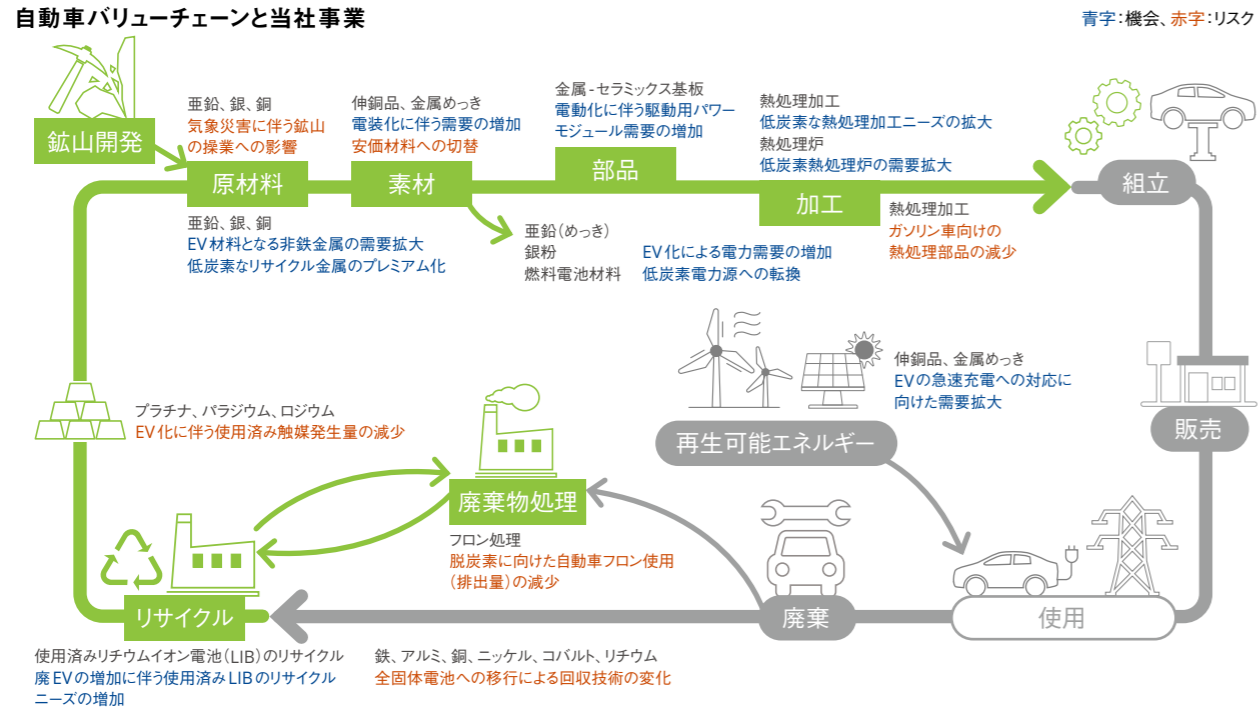 自動車バリューチェーンと当社事業
青字：機会、赤字：リスク
鉱山開発
亜鉛、銀、銅
気象災害に伴う鉱山
の操業への影響
原材料
亜鉛、銀、銅
EV材料となる非鉄金属の需要拡大
低炭素なリサイクル金属のプレミアム化
伸銅品、金属めっき
電装化に伴う需要の増加
安価材料への切替
素材
亜鉛（めっき）
銀粉
燃料電池材料
EV化による電力需要の増加
低炭素電力源への転換
金属-セラミックス基板
電動化に伴う駆動用パワー
モジュール需要の増加
部品
熱処理加工
低炭素な熱処理加工ニーズの拡大
熱処理炉
低炭素熱処理炉の需要拡大
加工
熱処理加工
ガソリン車向けの
熱処理部品の減少
組立
販売
伸銅品、金属めっき
EVの急速充電への対応に
向けた需要拡大
再生可能エネルギー
使用
廃棄
廃棄物処理
フロン処理
脱炭素に向けた自動車フロン使用
（排出量）の減少
プラチナ、パラジウム、ロジウム
EV化に伴う使用済み触媒発生量の減少
リサイクル
使用済みリチウムイオン電池（LIB）のリサイクル
廃EVの増加に伴う使用済みLIBのリサイクル
ニーズの増加
鉄、アルミ、銅、ニッケル、コバルト、リチウム
全固体電池への移行による回収技術の変化